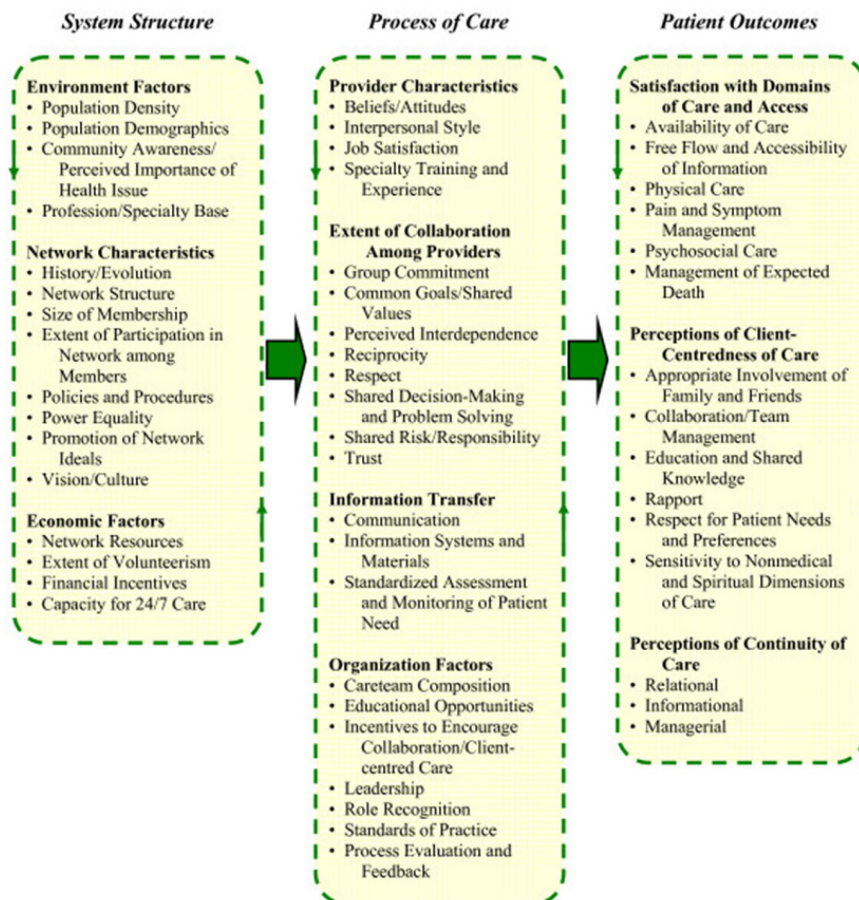 System Structure
Environment Factors
• Population Density
• Population Demographics
• Community Awareness/
Perceived Importance of
Health Issue
• Profession/Specialty Base
Network Characteristics
• History/Evolution
• Network Structure
• Size of Membership
• Extent of Participation in
Network among
Members
• Policies and Procedures
• Power Equality
• Promotion of Network
Ideals
• Vision/Culture
Economic Factors
• Network Resources
• Extent of Volunteerism
• Financial Incentives
• Capacity for 24/7 Care
Process of Care
Provider Characteristics
• Beliefs/Attitudes
• Interpersonal Style
• Job Satisfaction
• Specialty Training and
Experience
Extent of Collaboration
Among Providers
• Group Commitment
• Common Goals/Shared
Values
• Perceived Interdependence
• Reciprocity
• Respect
• Shared Decision-Making
and Problem Solving
• Shared Risk/Responsibility
• Trust
Information Transfer
• Communication
• Information Systems and
Materials
• Standardized Assessment
and Monitoring of Patient
Need
Organization Factors
• Careteam Composition
• Educational Opportunities
• Incentives to Encourage
Collaboration/Client-
centred Care
• Leadership
• Role Recognition
• Standards of Practice
• Process Evaluation and
Feedback
Patient Outcomes
Satisfaction with Domains
of Care and Access
• Availability of Care
• Free Flow and Accessibility
of Information
• Physical Care
• Pain and Symptom
Management
• Psychosocial Care
• Management of Expected
Death
Perceptions of Client-
Centredness of Care
• Appropriate Involvement of
Family and Friends
• Collaboration/Team
Management
• Education and Shared
Knowledge
• Rapport
• Respect for Patient Needs
and Preferences
• Sensitivity to Nonmedical
and Spiritual Dimensions
of Care
Perceptions of Continuity of
Care
• Relational
• Informational
• Managerial